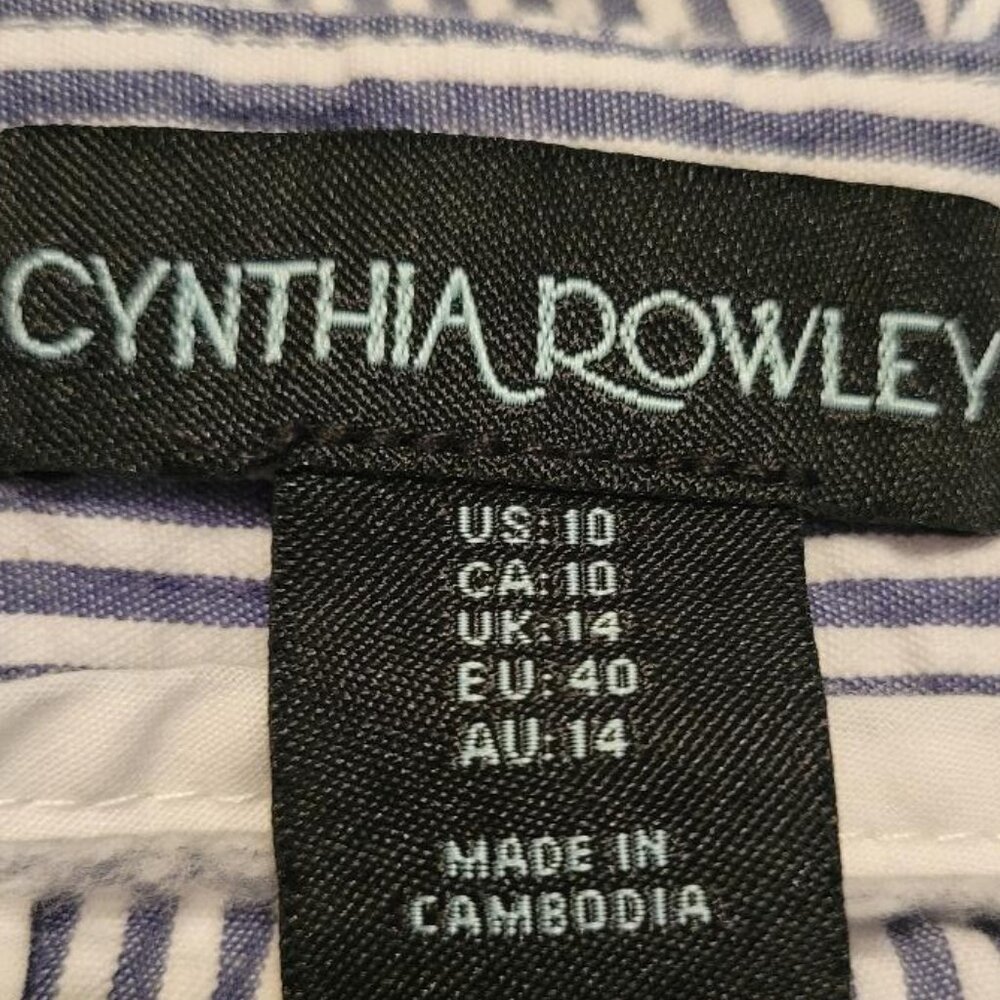 CYNTHIA ROWLEY
US: 10
CA: 10
UK: 14
EU: 40
AU: 14
MADE IN
CAMBODIA